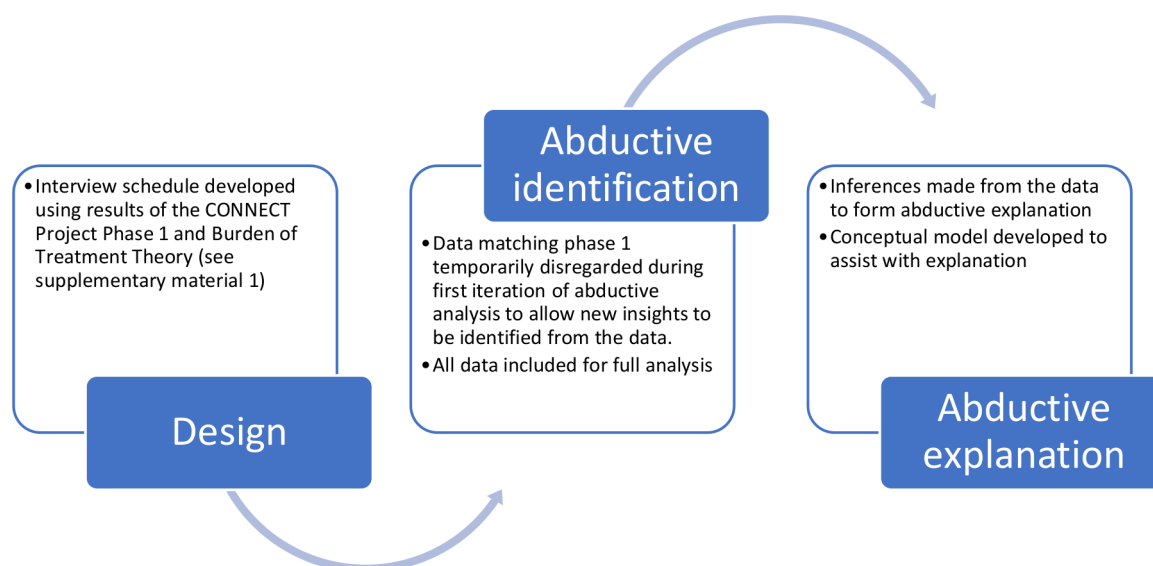 • Interview schedule developed
using results of the CONNECT
Project Phase 1 and Burden of
Treatment Theory (see
supplementary material 1)
Design
Abductive
identification
• Data matching phase 1
temporarily disregarded during
first iteration of abductive
analysis to allow new insights to
be identified from the data.
• All data included for full analysis
• Inferences made from the data
to form abductive explanation
• Conceptual model developed to
assist with explanation
Abductive
explanation